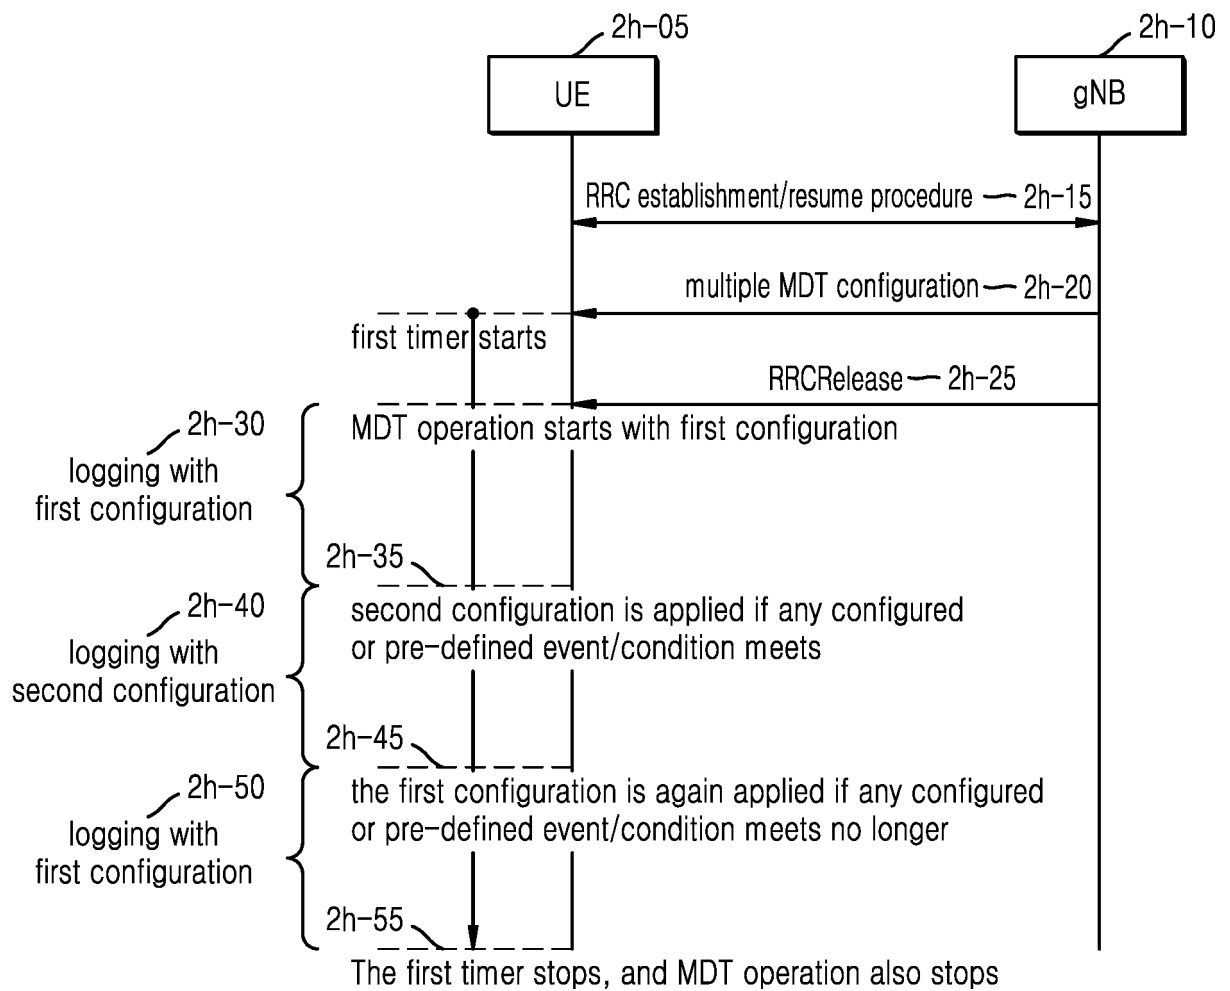 2h-05
2h-10
UE
gNB
RRC establishment/resume procedure 2h-15
multiple MDT configuration 2h-20
first timer starts
RRCRelease 2h-25
MDT operation starts with first configuration
2h-30
logging with
first configuration
2h-35
second configuration is applied if any configured
or pre-defined event/condition meets
2h-40
logging with
second configuration
2h-45
the first configuration is again applied if any configured
or pre-defined event/condition meets no longer
2h-50
logging with
first configuration
2h-55
The first timer stops, and MDT operation also stops